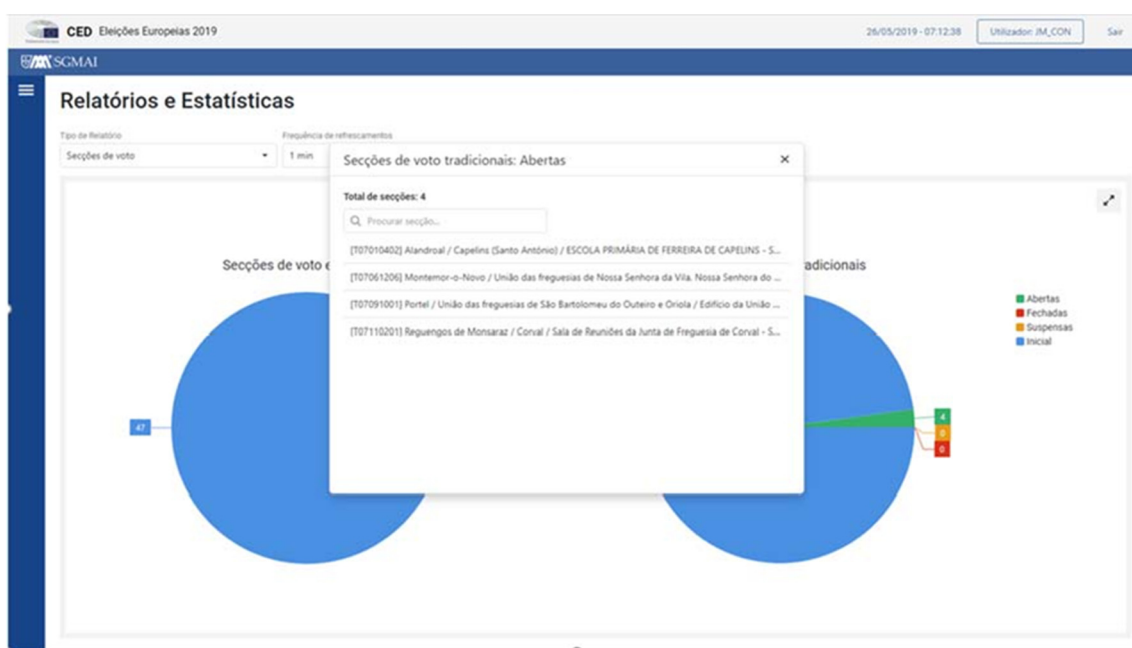 CED Eleições Europeias 2019
26/05/2019 - 07:12:38
Utilizador: JM_CON
Sair
SGMAI
Relatórios e Estatísticas
Tipo de Relatório
Frequência de refrescamentos
Secções de voto
1 min
Secções de voto tradicionais: Abertas
×
Total de secções: 4
Procurar secção...
[T07010402] Alandroal / Capelins (Santo António) / ESCOLA PRIMÁRIA DE FERREIRA DE CAPELINS - S...
[T07061206] Montemor-o-Novo / União das freguesias de Nossa Senhora da Vila, Nossa Senhora do ...
[T07091001] Portel / União das freguesias de São Bartolomeu do Outeiro e Oriola / Edifício da União ...
[T07110201] Reguengos de Monsaraz / Corval / Sala de Reuniões da Junta de Freguesia de Corval - S...
Secções de voto e
adicionais
Abertas
Fechadas
Suspensas
Inicial
47
4
0
0